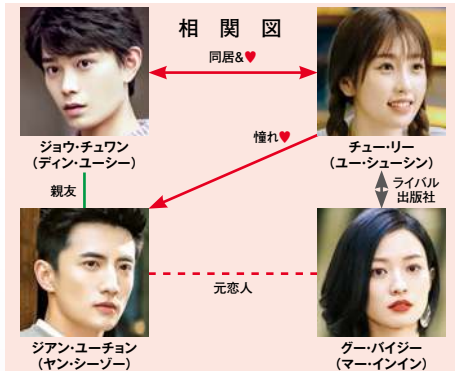 相関図
同居&♥
ジョウ・チュワン
（ディン・ユーシー）
チュー・リー
（ユー・シューシン）
憧れ♥
親友
ライバル
出版社
元恋人
ジアン・ユーチョン
（ヤン・シーゾー）
グー・バイジー
（マー・インイン）